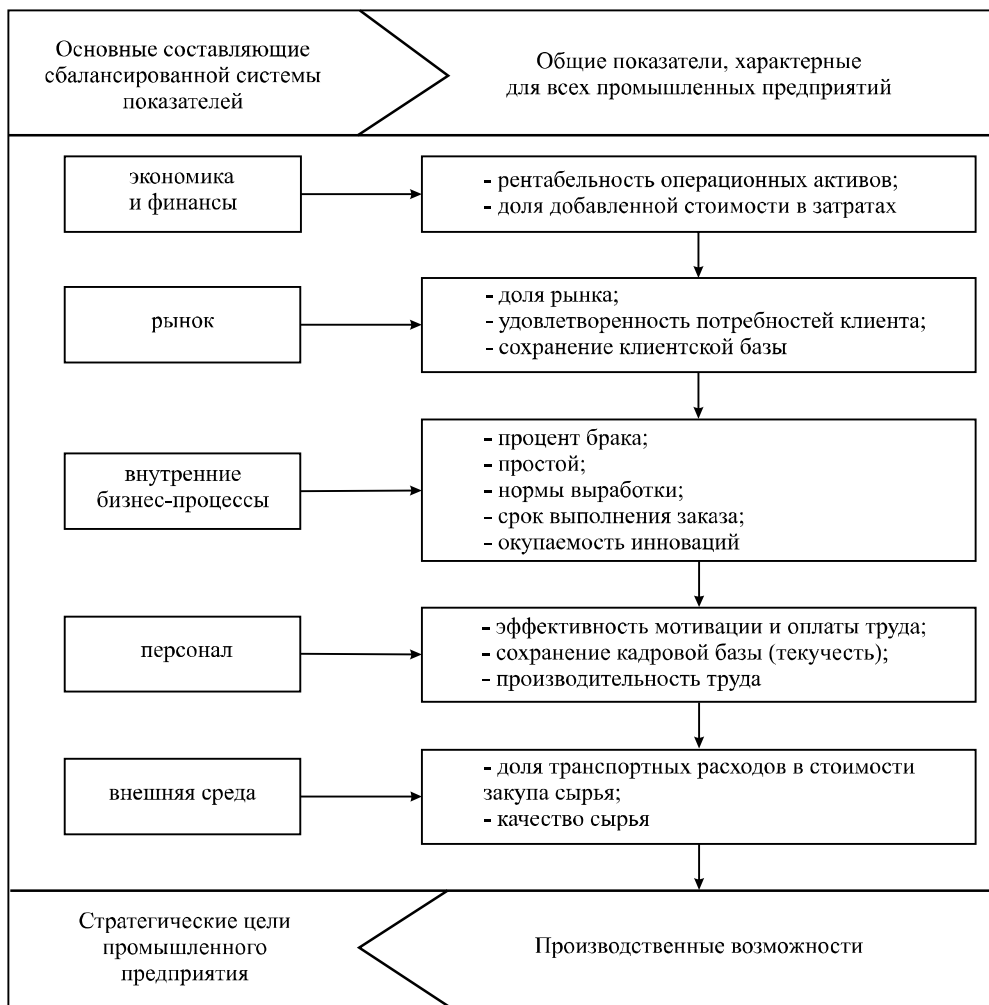 Основные составляющие
сбалансированной системы
показателей
Общие показатели, характерные
для всех промышленных предприятий
экономика
и финансы
- рентабельность операционных активов;
- доля добавленной стоимости в затратах
рынок
- доля рынка;
- удовлетворенность потребностей клиента;
- сохранение клиентской базы
внутренние
бизнес-процессы
- процент брака;
- простой;
- нормы выработки;
- срок выполнения заказа;
- окупаемость инноваций
персонал
- эффективность мотивации и оплаты труда;
- сохранение кадровой базы (текучесть);
- производительность труда
внешняя среда
- доля транспортных расходов в стоимости
закупа сырья;
- качество сырья
Стратегические цели
промышленного
предприятия
Производственные возможности